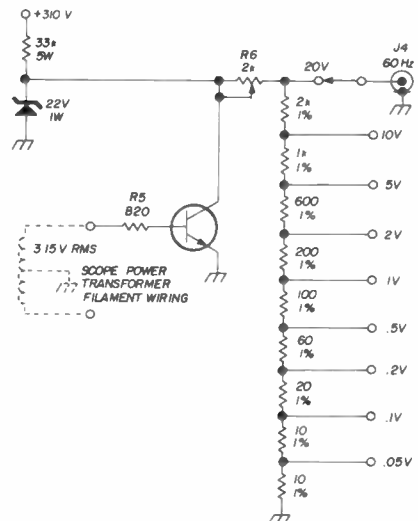 +310 V
33k
5W
22V
1W
R6
2k
20V
J4
60 Hz
2k
1%
10V
1k
1%
5V
600
1%
2V
200
1%
1V
100
1%
.5V
60
1%
.2V
20
1%
.1V
10
1%
.05V
10
1%
R5
820
3.15V RMS
SCOPE POWER
TRANSFORMER
FILAMENT WIRING